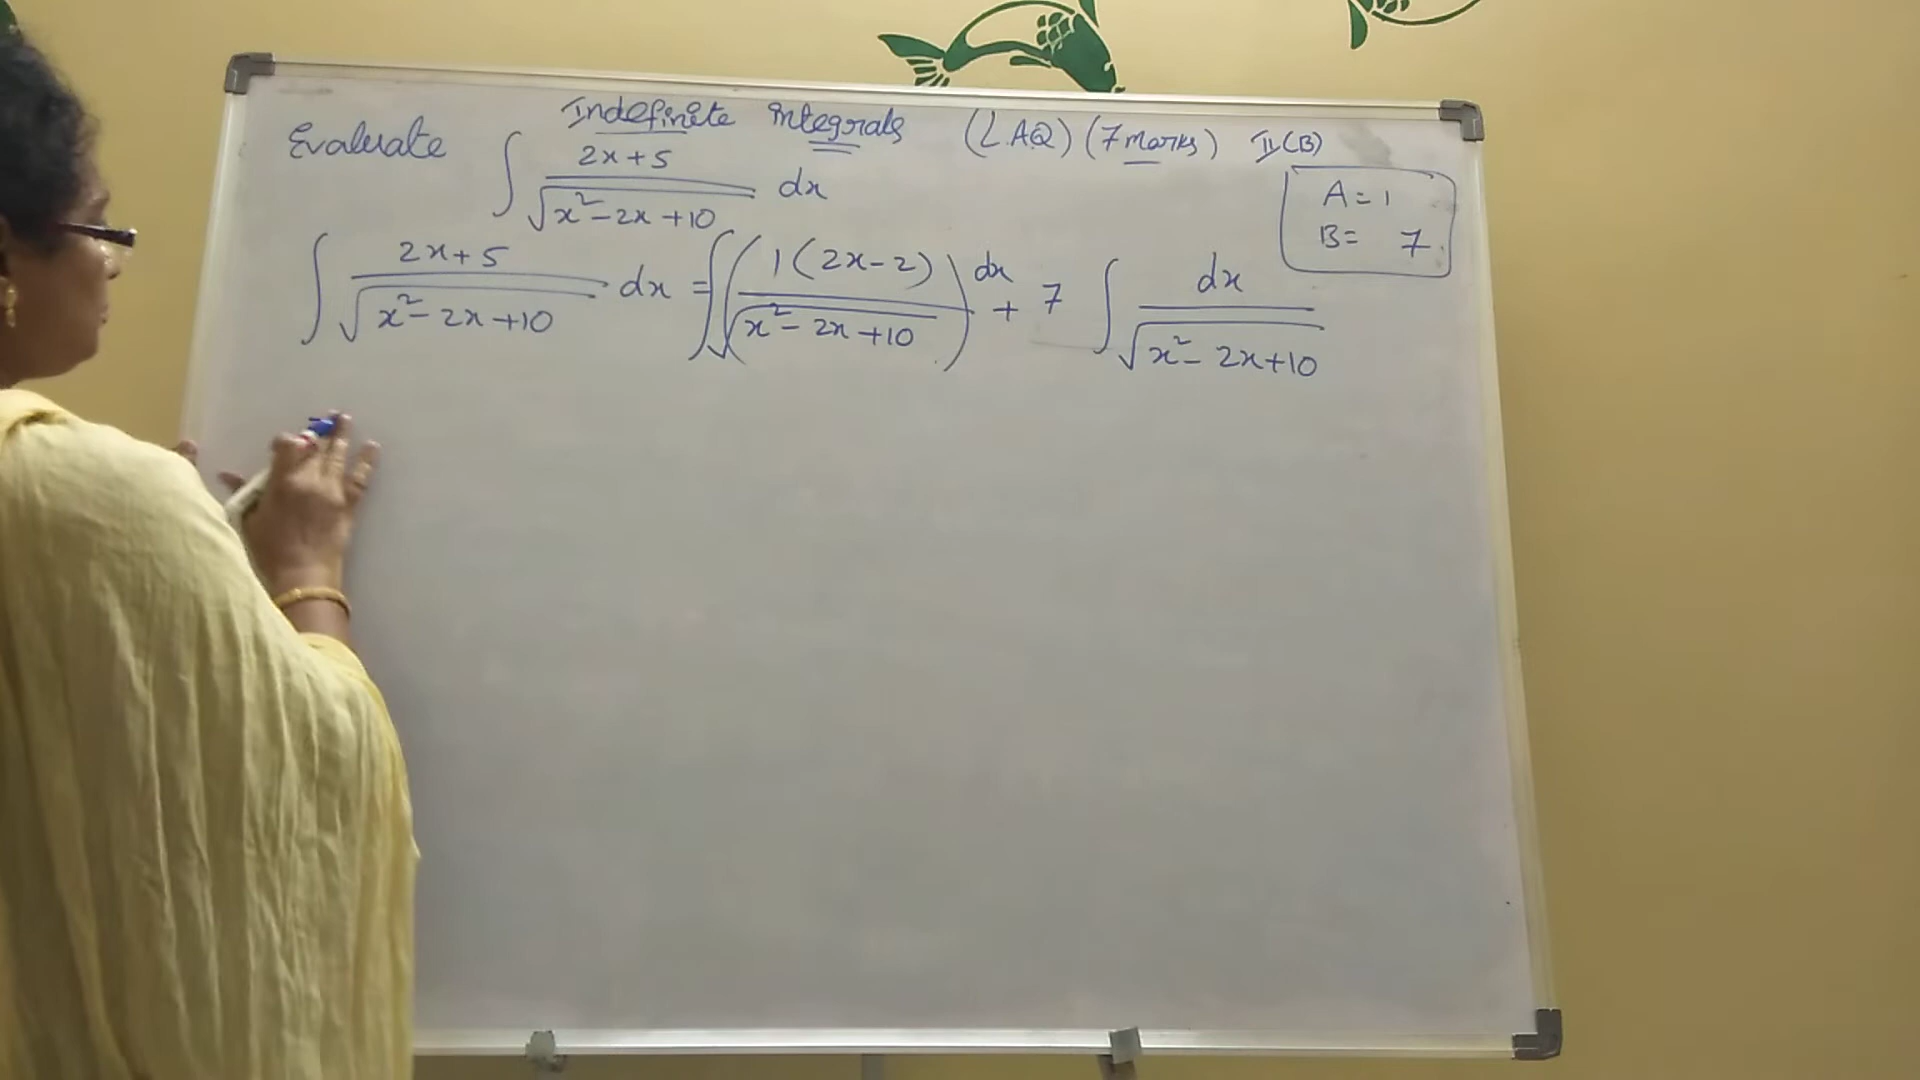 Indefinite integrals (LAQ) (7 marks) II(B)
Evaluate ∫ (2x+5)/√(x²-2x+10) dx
A = 1
B = 7.
∫ (2x+5)/√(x²-2x+10) dx = ∫ (1(2x-2)/√(x²-2x+10)) dx + 7 ∫ dx/√(x²-2x+10)